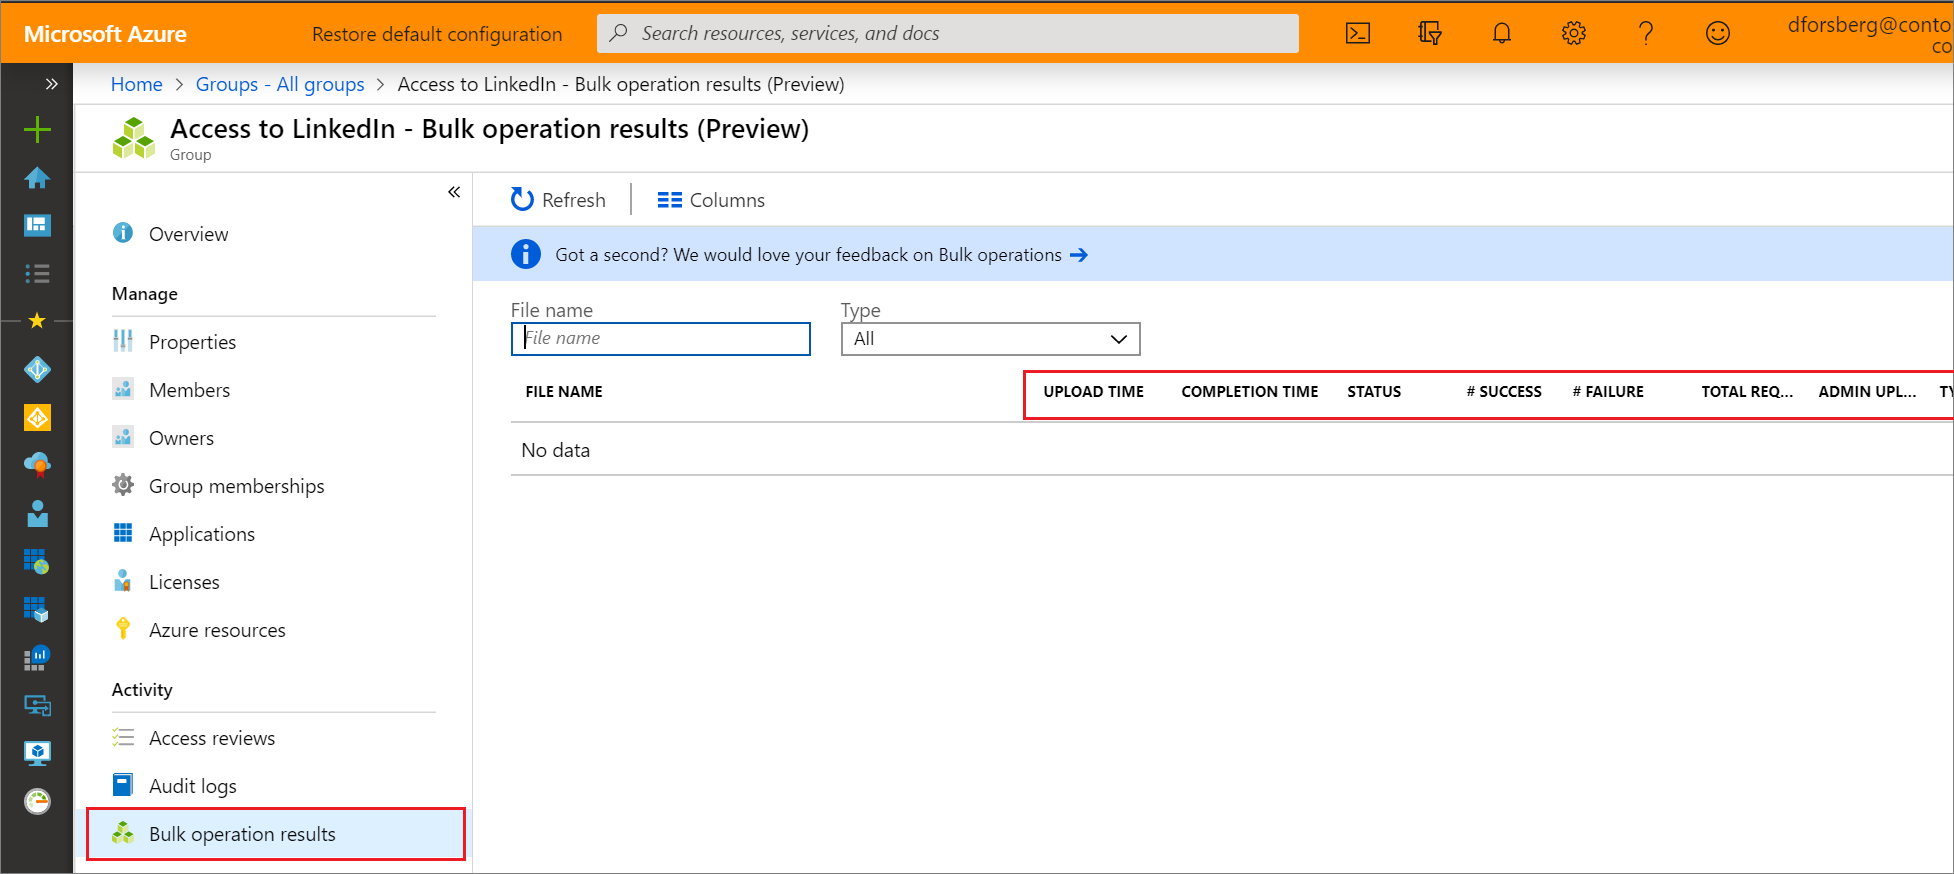 Microsoft Azure
Restore default configuration
Search resources, services, and docs
dforsberg@conto
CO
Home > Groups - All groups > Access to LinkedIn - Bulk operation results (Preview)
Access to LinkedIn - Bulk operation results (Preview)
Group
Overview
Manage
Properties
Members
Owners
Group memberships
Applications
Licenses
Azure resources
Activity
Access reviews
Audit logs
Bulk operation results
Refresh
Columns
Got a second? We would love your feedback on Bulk operations
File name
Type
File name
All
FILE NAME
UPLOAD TIME
COMPLETION TIME
STATUS
# SUCCESS
# FAILURE
TOTAL REQ...
ADMIN UPL...
TY
No data